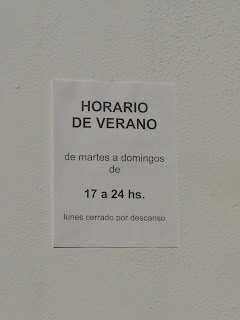 HORARIO
DE VERANO
de martes a domingos
de
17 a 24 hs.
lunes cerrado por descanso